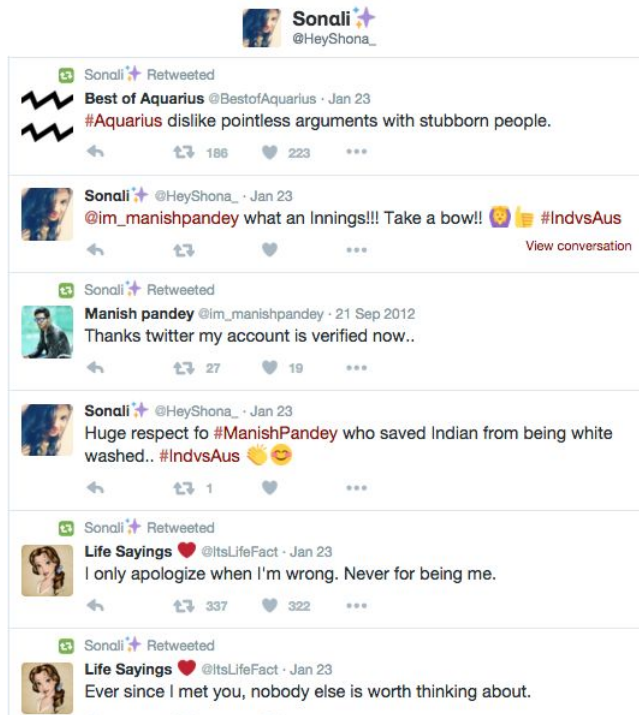 Sonali
@HeyShona_
Sonali Retweeted
Best of Aquarius @BestofAquarius · Jan 23
#Aquarius dislike pointless arguments with stubborn people.
186 223
Sonali @HeyShona_ · Jan 23
@im_manishpandey what an Innings!!! Take a bow!! 🙆👍 #IndvsAus
View conversation
Sonali Retweeted
Manish pandey @im_manishpandey · 21 Sep 2012
Thanks twitter my account is verified now..
27 19
Sonali @HeyShona_ · Jan 23
Huge respect fo #ManishPandey who saved Indian from being white
washed.. #IndvsAus 👏😊
1
Sonali Retweeted
Life Sayings ❤ @ItsLifeFact · Jan 23
I only apologize when I'm wrong. Never for being me.
337 322
Sonali Retweeted
Life Sayings ❤ @ItsLifeFact · Jan 23
Ever since I met you, nobody else is worth thinking about.